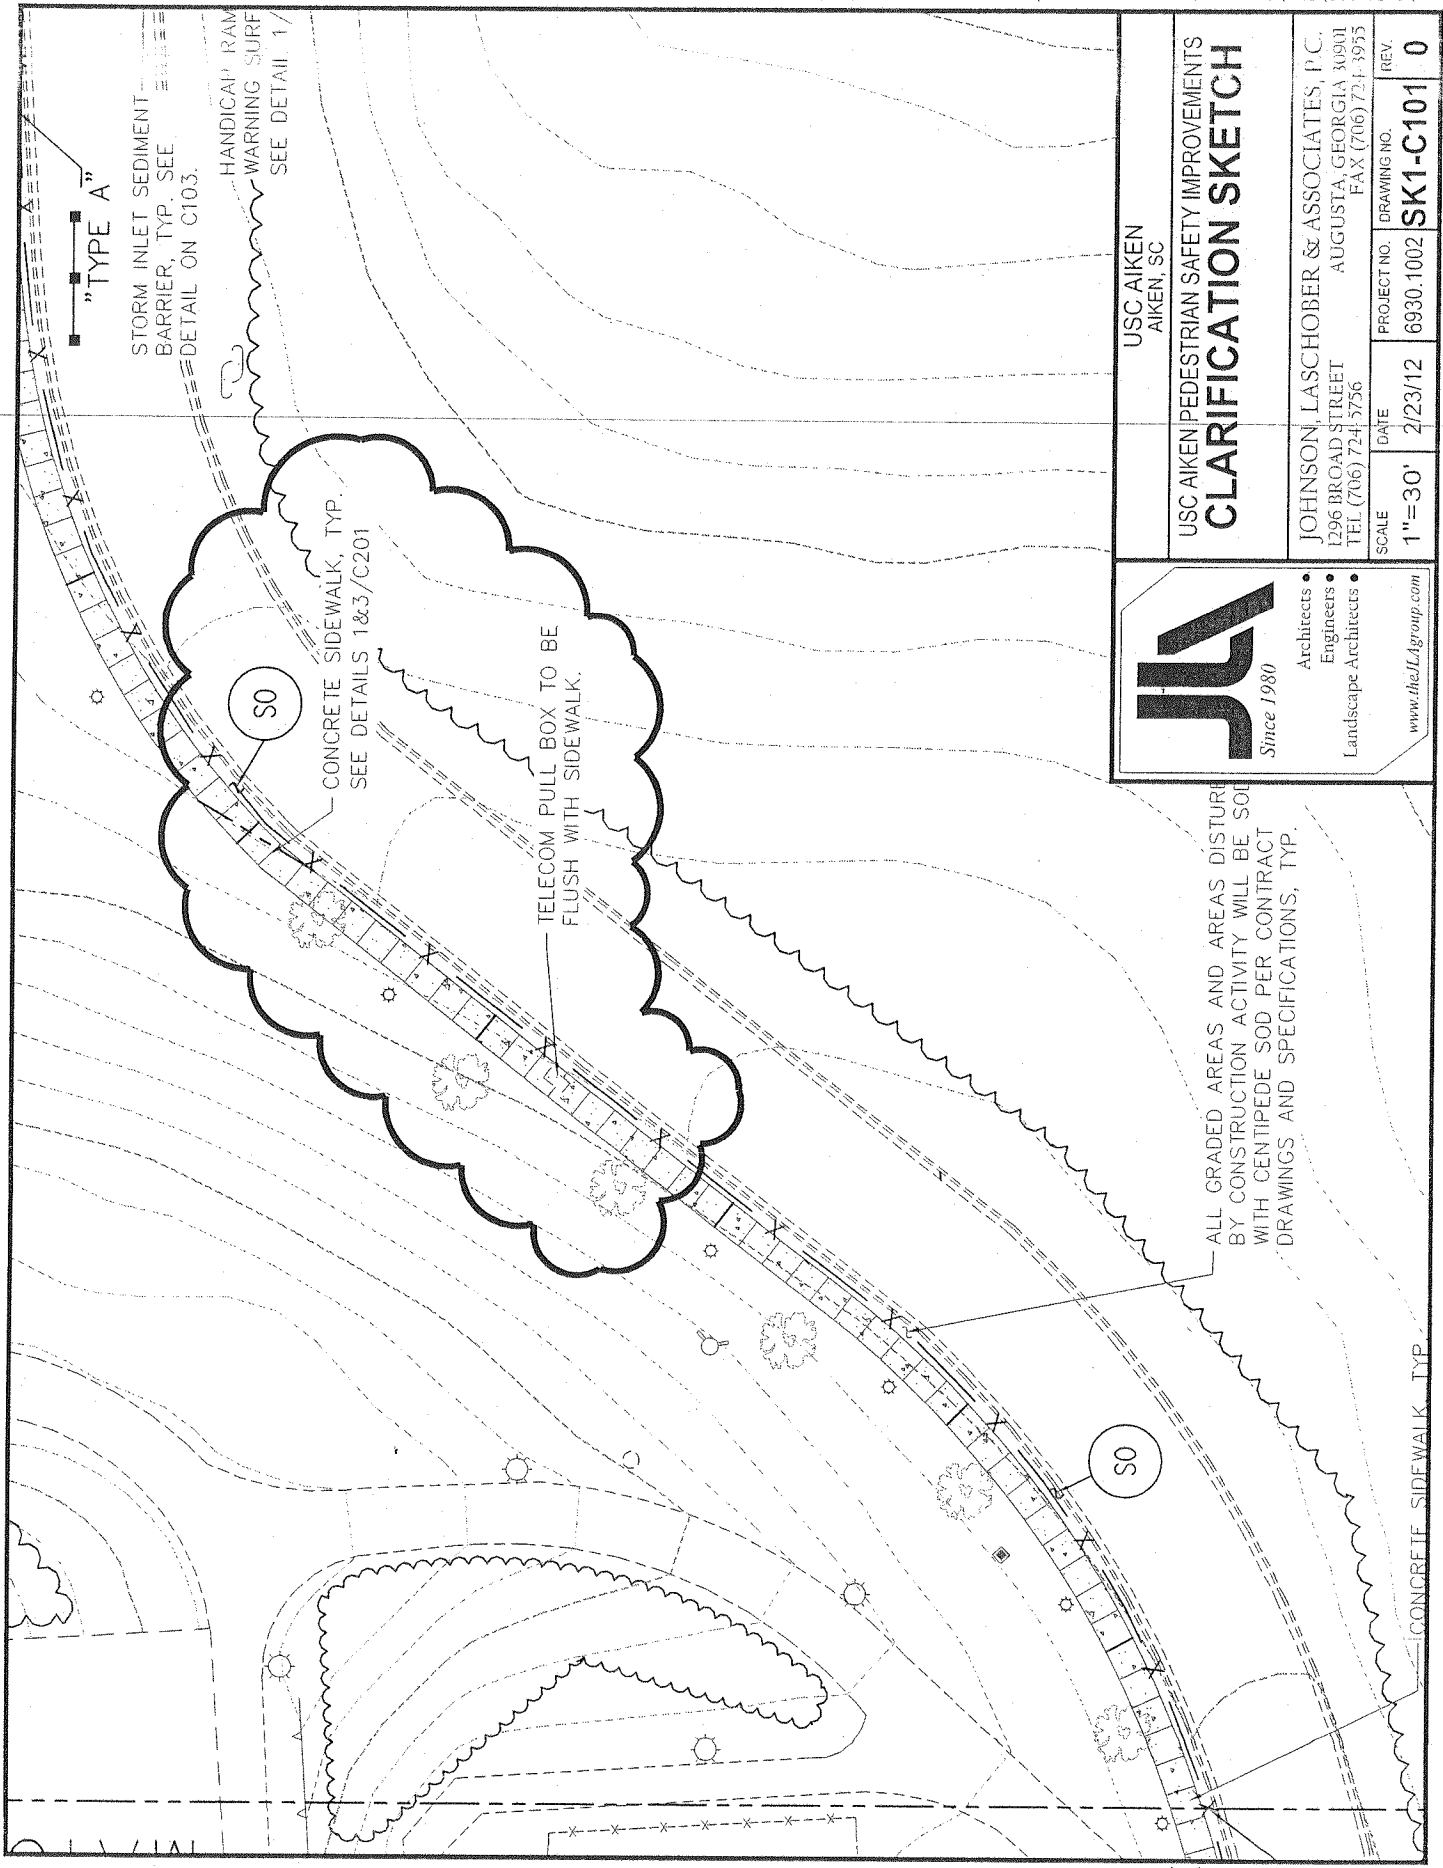 "TYPE A"
STORM INLET SEDIMENT
BARRIER, TYP. SEE
DETAIL ON C103.
HANDICAP RAM
WARNING SURF
SEE DETAIL 1/
SO
CONCRETE SIDEWALK, TYP.
SEE DETAILS 1&3/C201
TELECOM PULL BOX TO BE
FLUSH WITH SIDEWALK.
ALL GRADED AREAS AND AREAS DISTURB
BY CONSTRUCTION ACTIVITY WILL BE SOD
WITH CENTIPEDE SOD PER CONTRACT
DRAWINGS AND SPECIFICATIONS, TYP.
SO
CONCRETE SIDEWALK, TYP
JLA
Since 1980
Architects •
Engineers •
Landscape Architects •
www.theJLAgroup.com
USC AIKEN
AIKEN, SC
USC AIKEN PEDESTRIAN SAFETY IMPROVEMENTS
CLARIFICATION SKETCH
JOHNSON, LASCHOBER & ASSOCIATES, P.C.
1296 BROAD STREET AUGUSTA, GEORGIA 30901
TEL (706) 724-5756 FAX (706) 724-3955
SCALE DATE PROJECT NO. DRAWING NO. REV.
1"=30' 2/23/12 6930.1002 SK1-C101 0